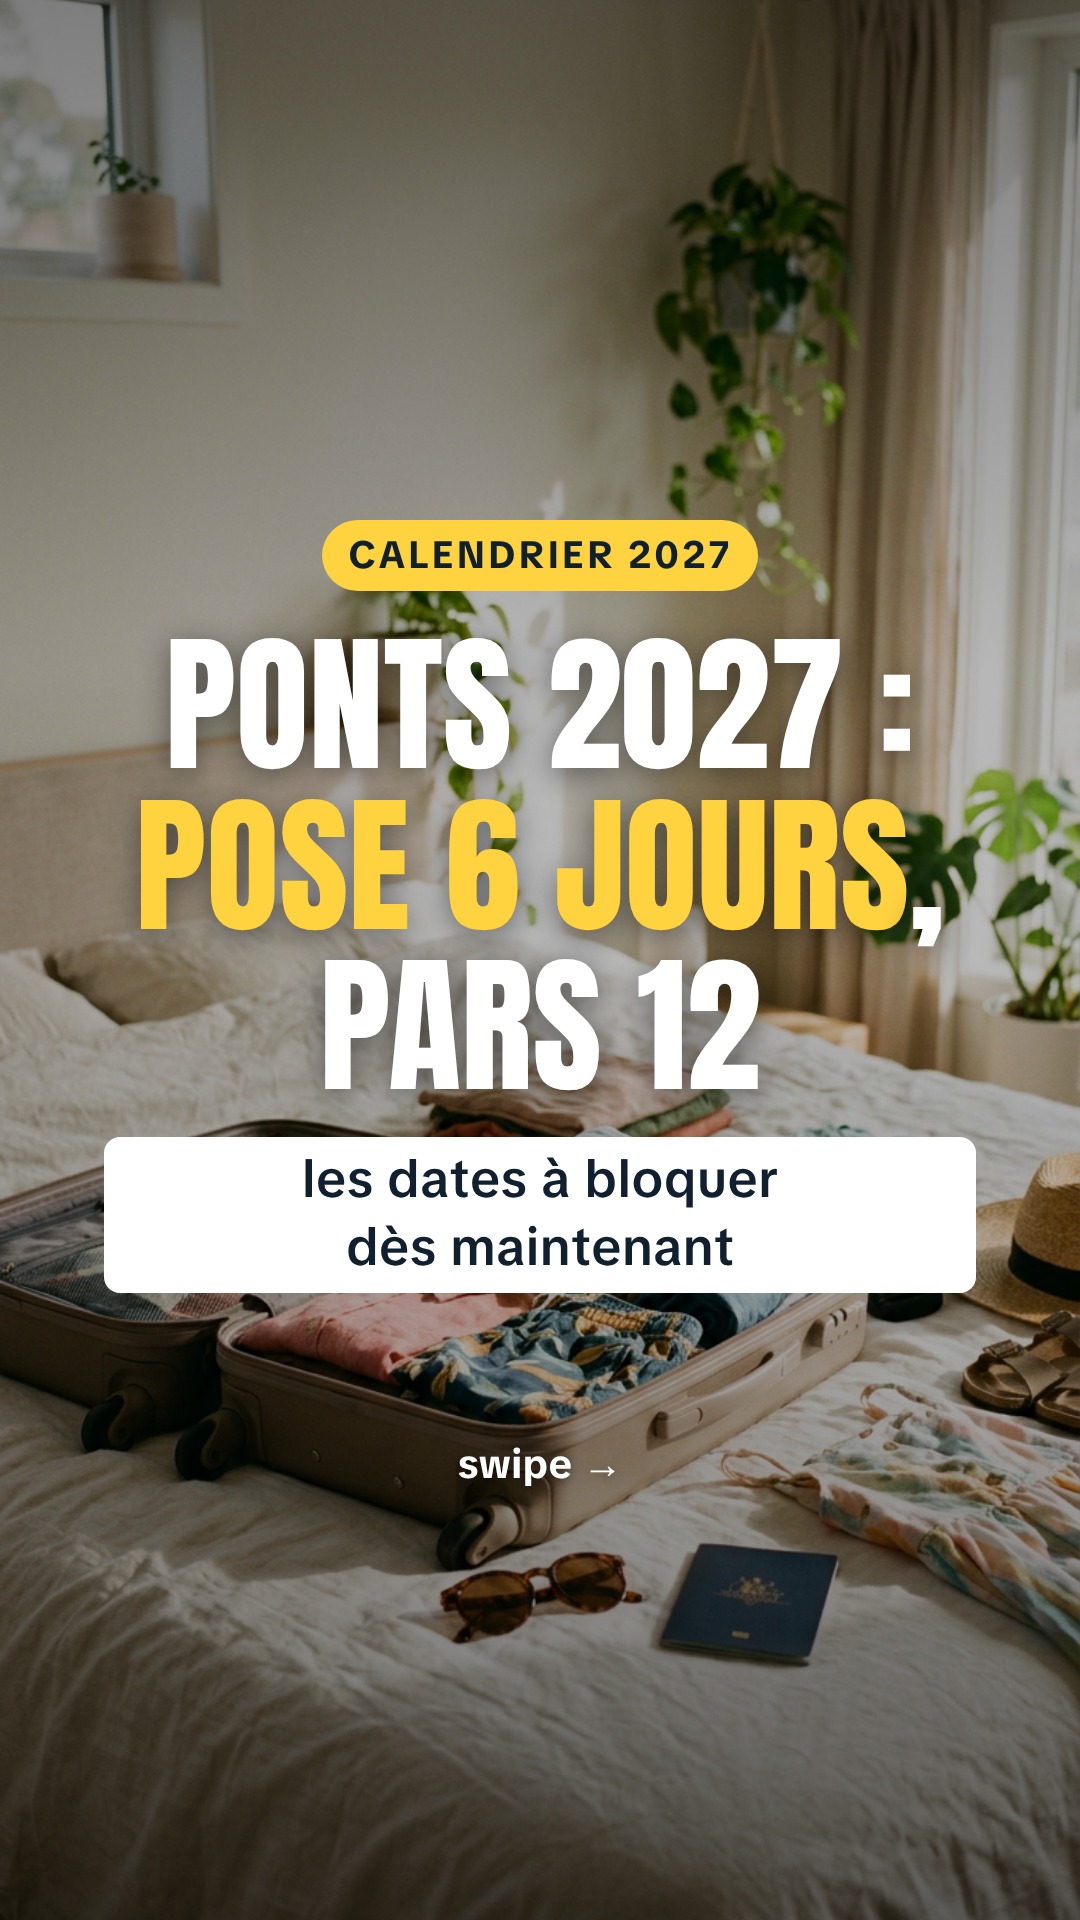 CALENDRIER 2027
PONTS 2027 :
POSE 6 JOURS,
PARS 12
les dates à bloquer
dès maintenant
swipe →